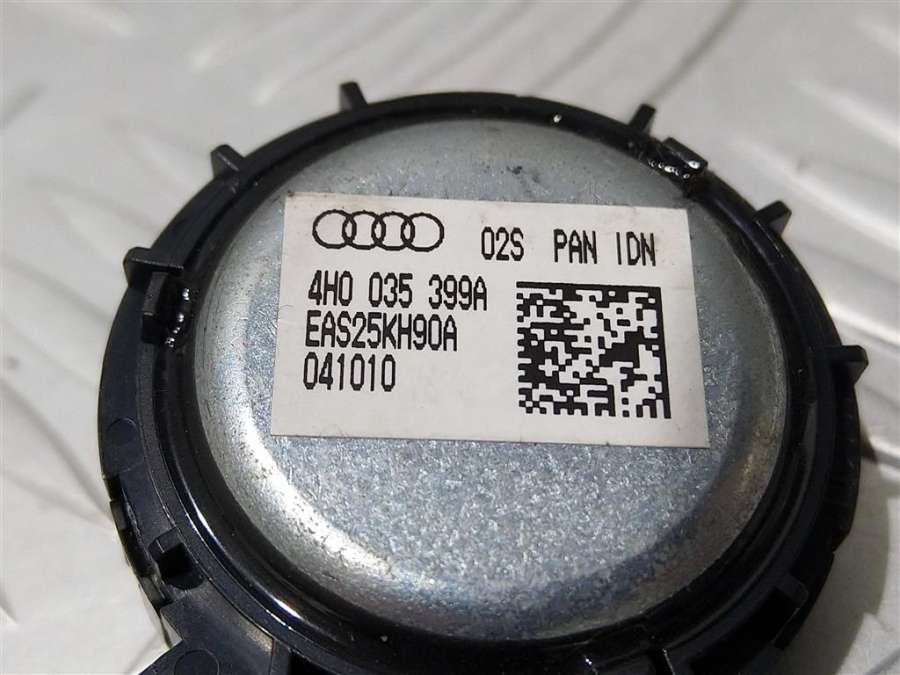 02S PAN IDN
4H0 035 399A
EAS25KH90A
041010